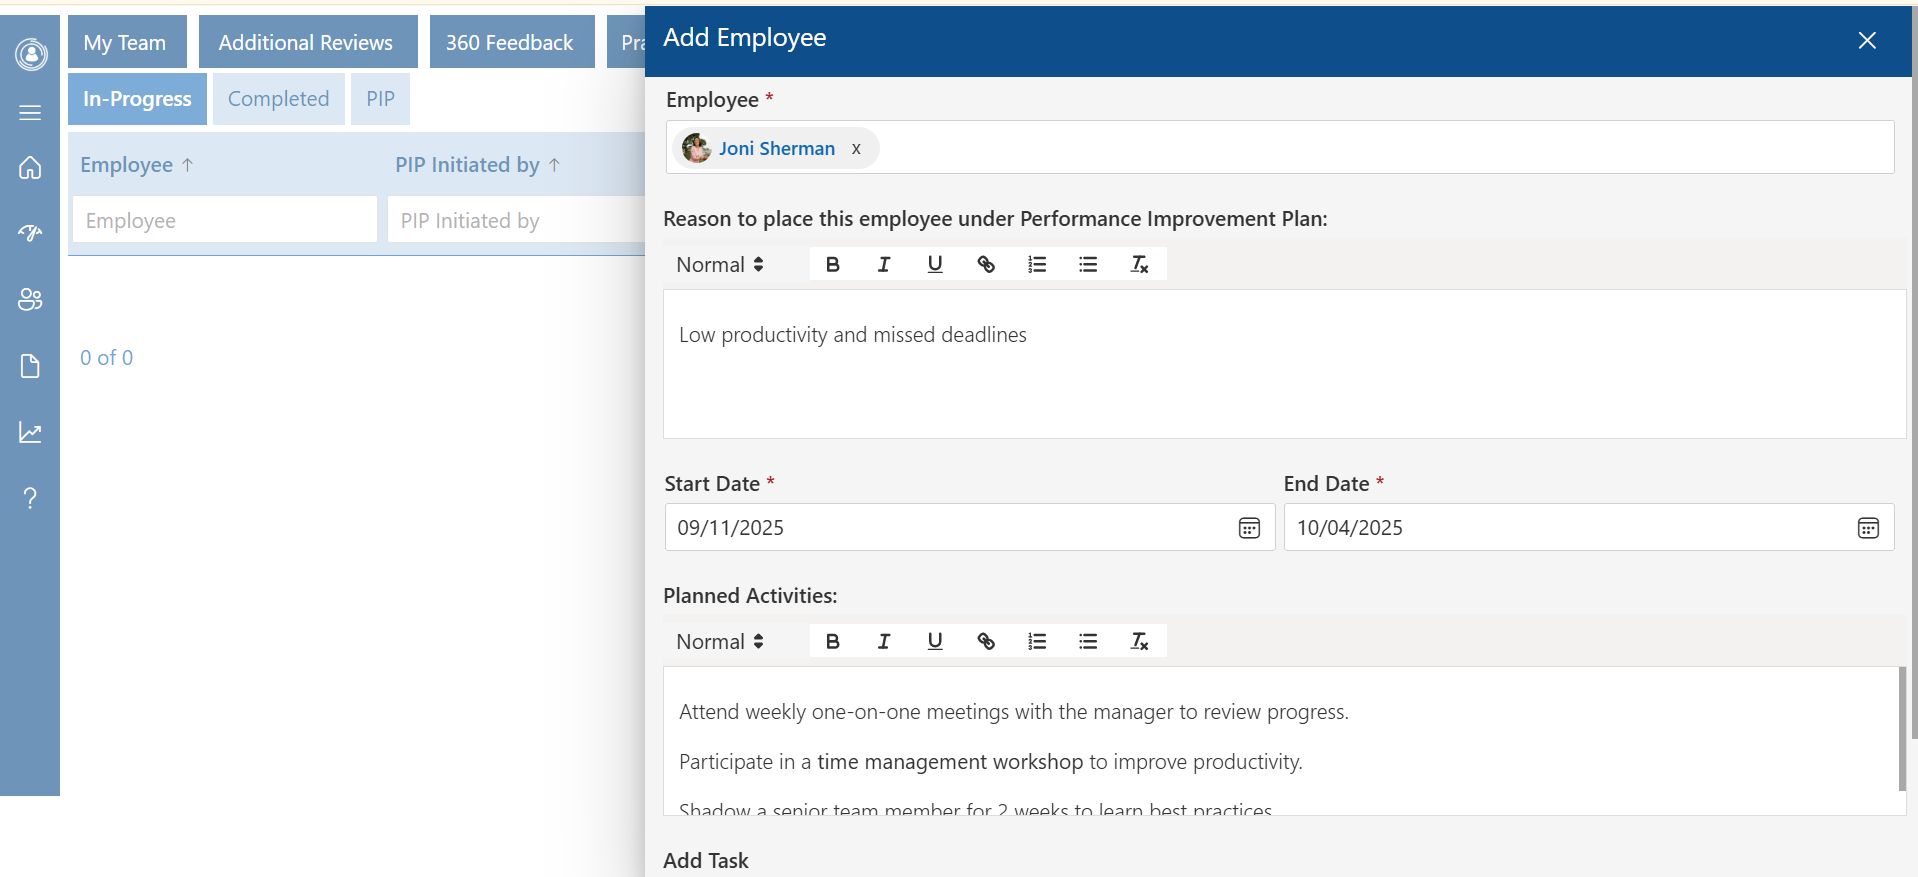 My Team
Additional Reviews
360 Feedback
Pra
In-Progress
Completed
PIP
Employee ↑
PIP Initiated by ↑
Employee
PIP Initiated by
0 of 0
Add Employee
Employee *
Joni Sherman x
Reason to place this employee under Performance Improvement Plan:
Normal
Low productivity and missed deadlines
Start Date *
End Date *
09/11/2025
10/04/2025
Planned Activities:
Normal
Attend weekly one-on-one meetings with the manager to review progress.
Participate in a time management workshop to improve productivity.
Shadow a senior team member for 2 weeks to learn best practices
Add Task